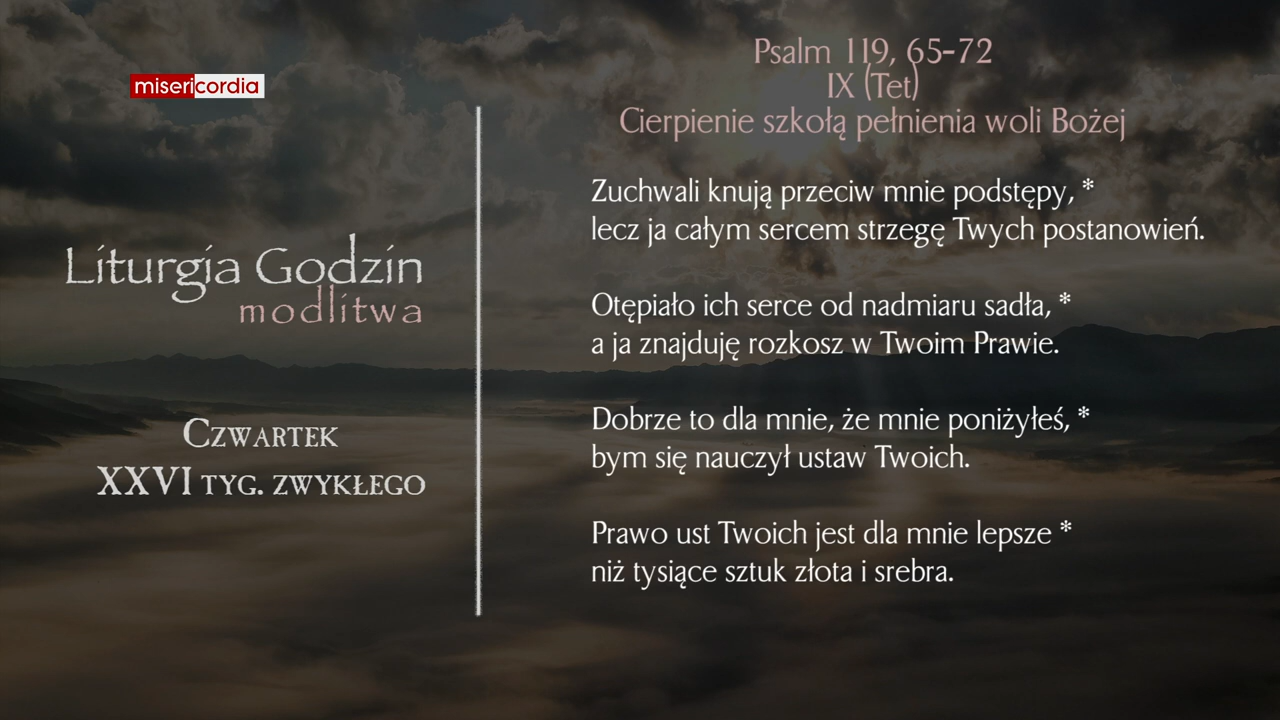 misericordia
Liturgia Godzin
modlitwa
Czwartek
XXVI tyg. zwykłego
Psalm 119, 65-72
IX (Tet)
Cierpienie szkołą pełnienia woli Bożej
Zuchwali knują przeciw mnie podstępy, *
lecz ja całym sercem strzegę Twych postanowień.
Otępiało ich serce od nadmiaru sadła, *
a ja znajduję rozkosz w Twoim Prawie.
Dobrze to dla mnie, że mnie poniżyłeś, *
bym się nauczył ustaw Twoich.
Prawo ust Twoich jest dla mnie lepsze *
niż tysiące sztuk złota i srebra.